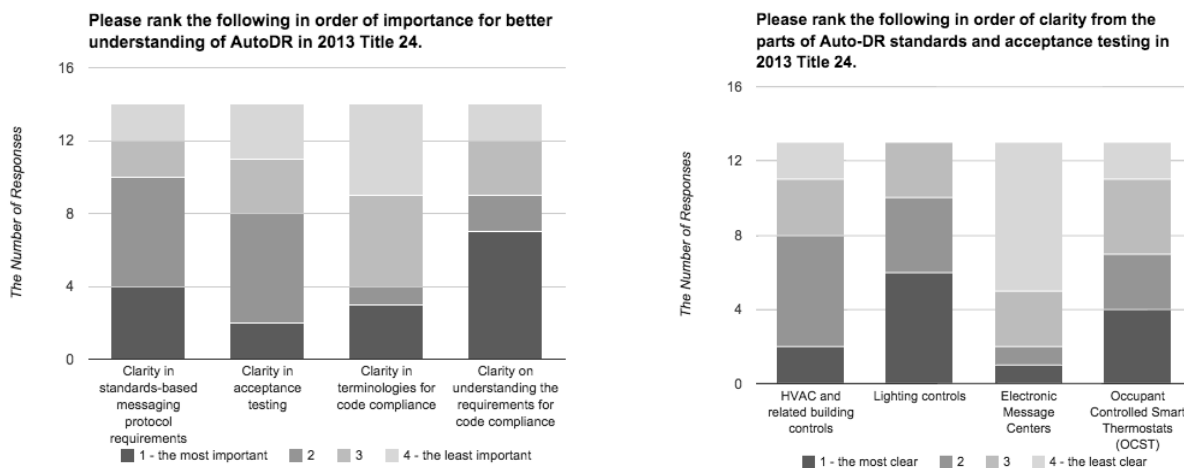 Please rank the following in order of importance for better
understanding of AutoDR in 2013 Title 24.
16
12
8
4
0
The Number of Responses
Clarity in
standards-based
messaging
protocol
requirements
Clarity in
acceptance
testing
Clarity in
terminologies for
code compliance
Clarity on
understanding the
requirements for
code compliance
1 - the most important 2 3 4 - the least important
Please rank the following in order of clarity from the
parts of Auto-DR standards and acceptance testing in
2013 Title 24.
16
12
8
4
0
The Number of Responses
HVAC and
related building
controls
Lighting controls
Electronic
Message
Centers
Occupant
Controlled Smart
Thermostats
(OCST)
1 - the most clear 2 3 4 - the least clear